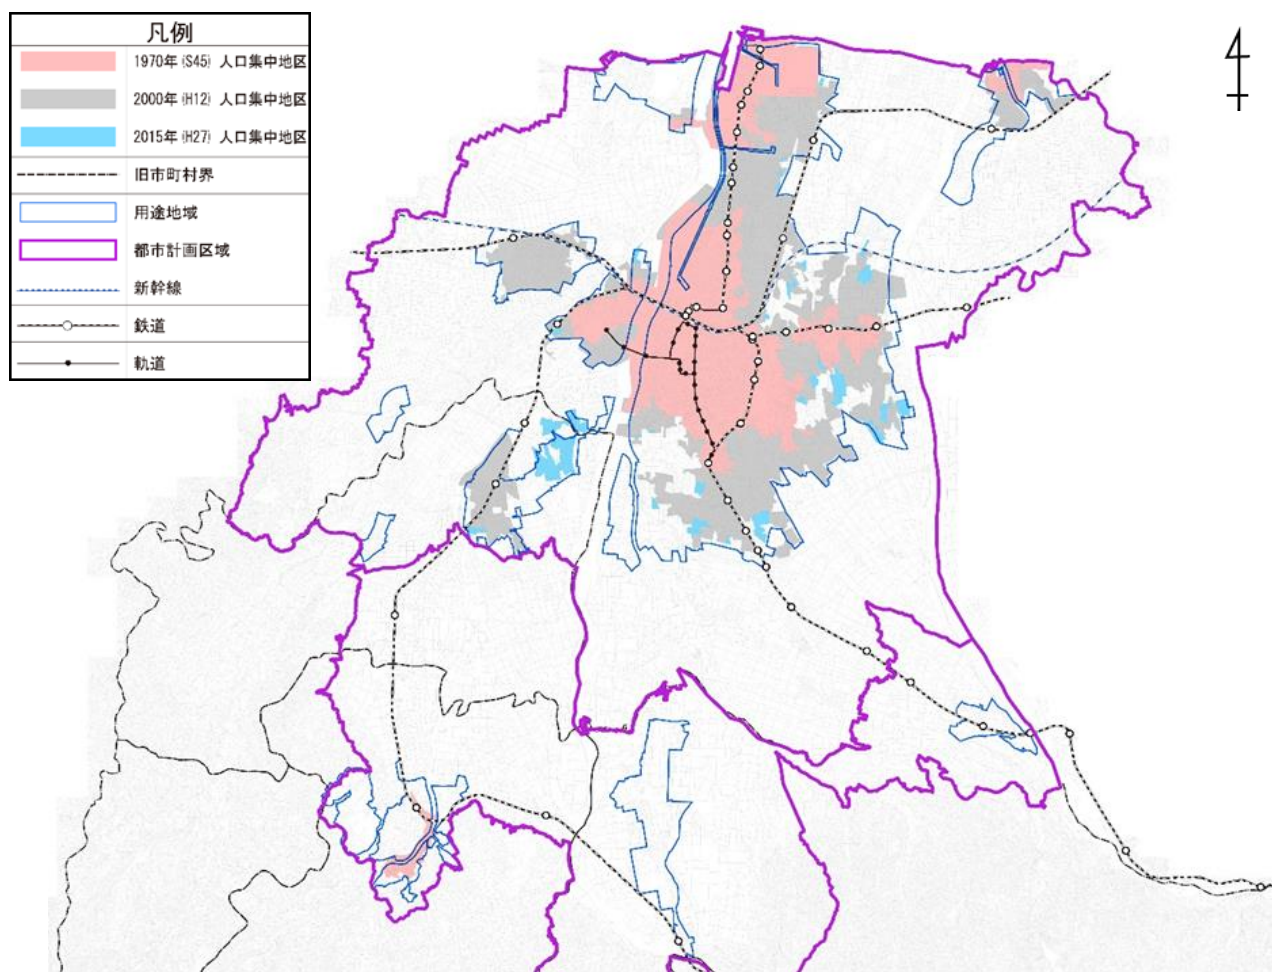 凡例
1970年 (S45) 人口集中地区
2000年 (H12) 人口集中地区
2015年 (H27) 人口集中地区
旧市町村界
用途地域
都市計画区域
新幹線
鉄道
軌道